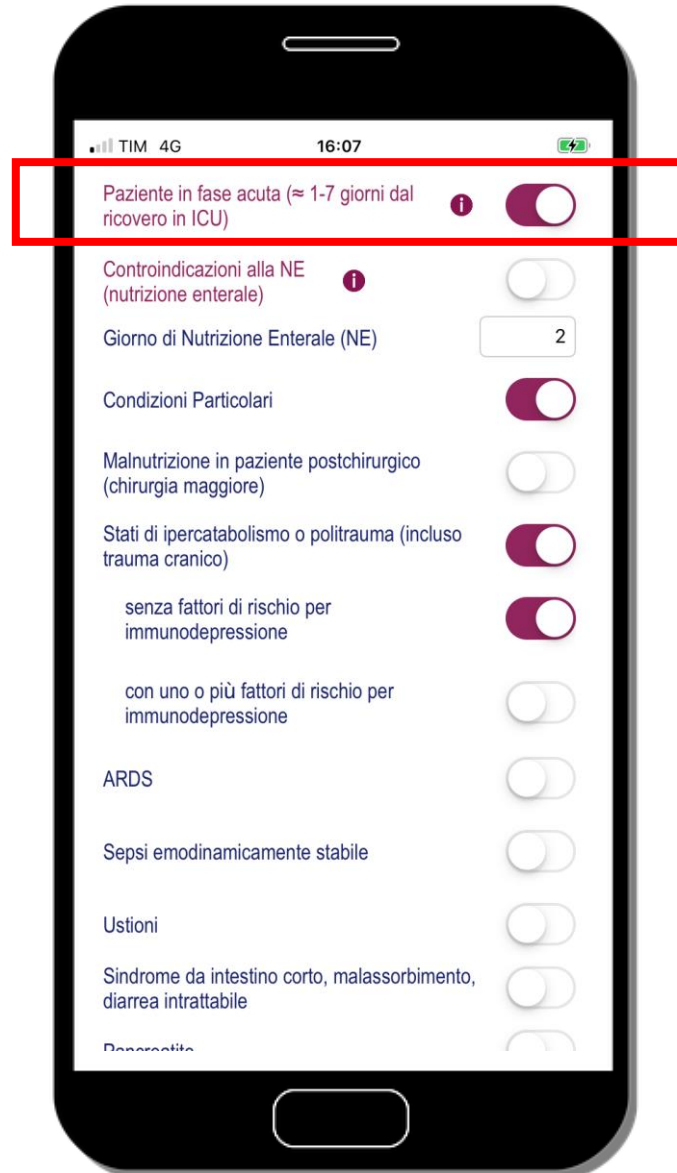 TIM 4G 16:07
Paziente in fase acuta (≈ 1-7 giorni dal
ricovero in ICU)
Controindicazioni alla NE
(nutrizione enterale)
Giorno di Nutrizione Enterale (NE) 2
Condizioni Particolari
Malnutrizione in paziente postchirurgico
(chirurgia maggiore)
Stati di ipercatabolismo o politrauma (incluso
trauma cranico)
senza fattori di rischio per
immunodepressione
con uno o più fattori di rischio per
immunodepressione
ARDS
Sepsi emodinamicamente stabile
Ustioni
Sindrome da intestino corto, malassorbimento,
diarrea intrattabile